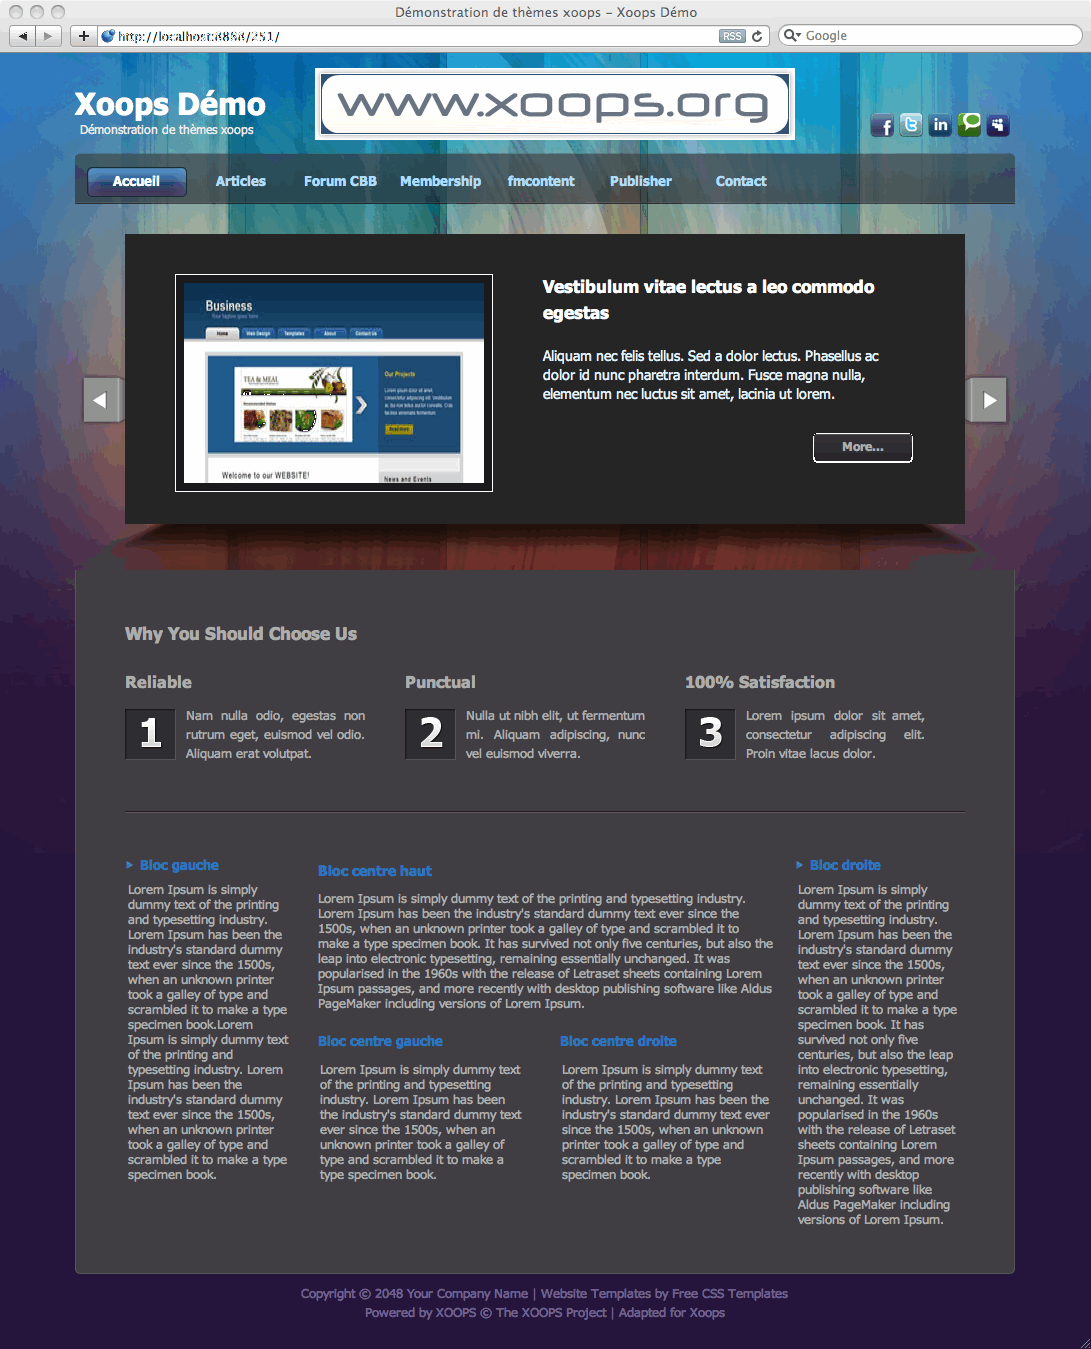 Démonstration de thèmes xoops – Xoops Démo
http://localhost:8888/251/
RSS
Google
Xoops Démo
Démonstration de thèmes xoops
www.xoops.org
Accueil Articles Forum CBB Membership fmcontent Publisher Contact
Business
Home Web Design Templates About Contact Us
TEA & MEAL
Our Projects
Read more
Welcome to our WEBSITE!
News and Events
Vestibulum vitae lectus a leo commodo
egestas
Aliquam nec felis tellus. Sed a dolor lectus. Phasellus ac
dolor id nunc pharetra interdum. Fusce magna nulla,
elementum nec luctus sit amet, lacinia ut lorem.
More...
Why You Should Choose Us
Reliable
1
Nam nulla odio, egestas non
rutrum eget, euismod vel odio.
Aliquam erat volutpat.
Punctual
2
Nulla ut nibh elit, ut fermentum
mi. Aliquam adipiscing, nunc
vel euismod viverra.
100% Satisfaction
3
Lorem ipsum dolor sit amet,
consectetur adipiscing elit.
Proin vitae lacus dolor.
Bloc gauche
Lorem Ipsum is simply
dummy text of the printing
and typesetting industry.
Lorem Ipsum has been the
industry's standard dummy
text ever since the 1500s,
when an unknown printer
took a galley of type and
scrambled it to make a type
specimen book.Lorem
Ipsum is simply dummy text
of the printing and
typesetting industry. Lorem
Ipsum has been the
industry's standard dummy
text ever since the 1500s,
when an unknown printer
took a galley of type and
scrambled it to make a type
specimen book.
Bloc centre haut
Lorem Ipsum is simply dummy text of the printing and typesetting industry.
Lorem Ipsum has been the industry's standard dummy text ever since the
1500s, when an unknown printer took a galley of type and scrambled it to
make a type specimen book. It has survived not only five centuries, but also the
leap into electronic typesetting, remaining essentially unchanged. It was
popularised in the 1960s with the release of Letraset sheets containing Lorem
Ipsum passages, and more recently with desktop publishing software like Aldus
PageMaker including versions of Lorem Ipsum.
Bloc centre gauche
Lorem Ipsum is simply dummy text
of the printing and typesetting
industry. Lorem Ipsum has been
the industry's standard dummy text
ever since the 1500s, when an
unknown printer took a galley of
type and scrambled it to make a
type specimen book.
Bloc centre droite
Lorem Ipsum is simply dummy text
of the printing and typesetting
industry. Lorem Ipsum has been the
industry's standard dummy text ever
since the 1500s, when an unknown
printer took a galley of type and
scrambled it to make a type
specimen book.
Bloc droite
Lorem Ipsum is simply
dummy text of the printing
and typesetting industry.
Lorem Ipsum has been the
industry's standard dummy
text ever since the 1500s,
when an unknown printer
took a galley of type and
scrambled it to make a type
specimen book. It has
survived not only five
centuries, but also the leap
into electronic typesetting,
remaining essentially
unchanged. It was
popularised in the 1960s
with the release of Letraset
sheets containing Lorem
Ipsum passages, and more
recently with desktop
publishing software like
Aldus PageMaker including
versions of Lorem Ipsum.
Copyright © 2048 Your Company Name | Website Templates by Free CSS Templates
Powered by XOOPS © The XOOPS Project | Adapted for Xoops